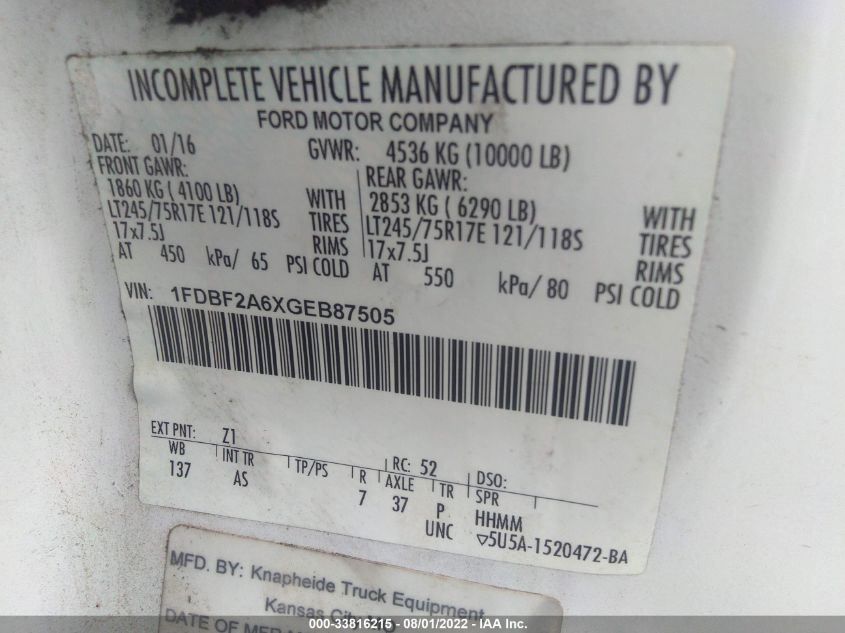 INCOMPLETE VEHICLE MANUFACTURED BY
FORD MOTOR COMPANY
DATE: 01/16 GVWR: 4536 KG (10000 LB)
FRONT GAWR: REAR GAWR:
1860 KG ( 4100 LB) WITH 2853 KG ( 6290 LB) WITH
LT245/75R17E 121/118S TIRES LT245/75R17E 121/118S TIRES
17x7.5J RIMS 17x7.5J RIMS
AT 450 kPa/ 65 PSI COLD AT 550 kPa/ 80 PSI COLD
VIN: 1FDBF2A6XGEB87505
EXT PNT: Z1 RC: 52 DSO:
WB INT TR TP/PS R AXLE TR SPR
137 AS 7 37 P HHMM
UNC ▽5U5A-1520472-BA
MFD. BY: Knapheide Truck Equipment
Kansas
DATE OF
000-33816215 - 08/01/2022 - IAA Inc.